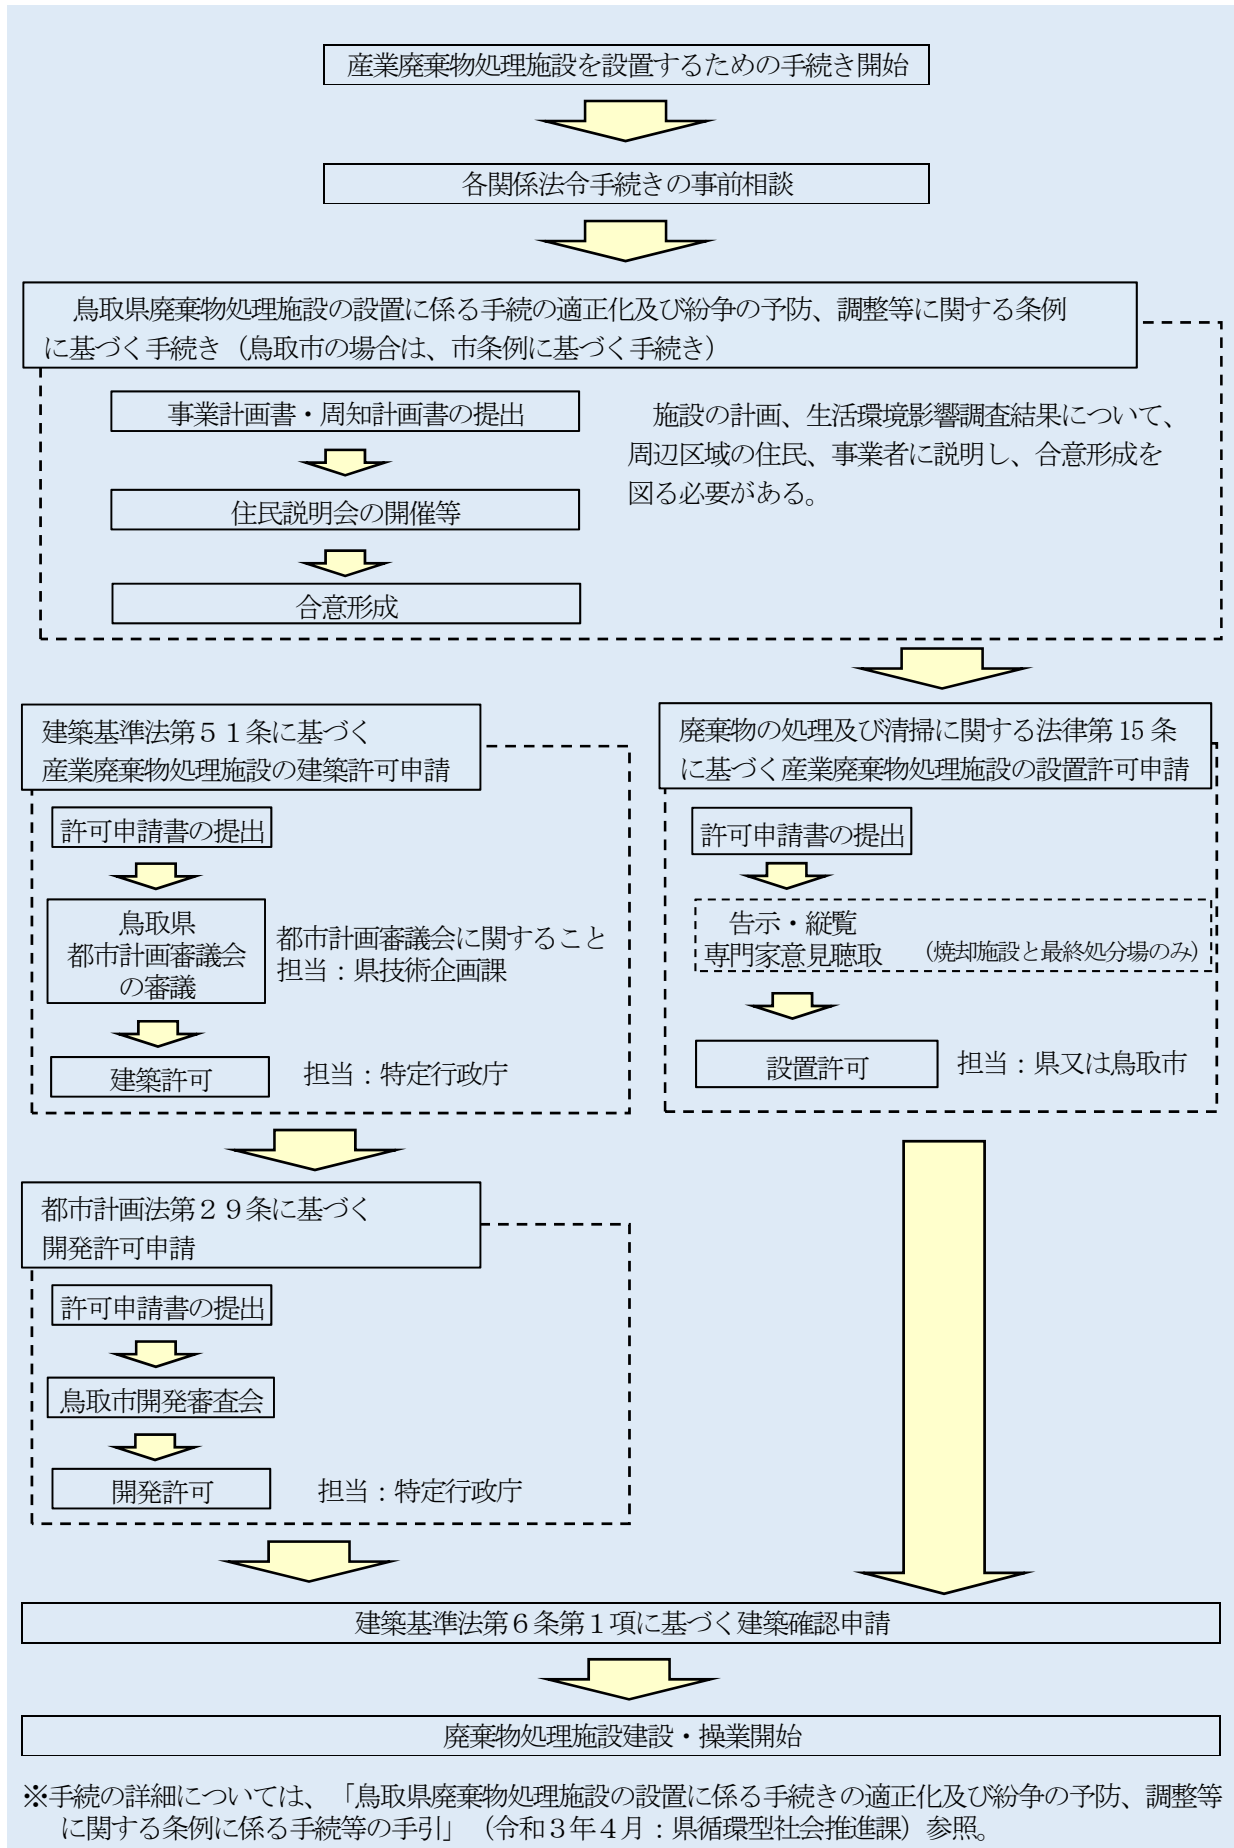 産業廃棄物処理施設を設置するための手続き開始
各関係法令手続きの事前相談
鳥取県廃棄物処理施設の設置に係る手続の適正化及び紛争の予防、調整等に関する条例
に基づく手続き（鳥取市の場合は、市条例に基づく手続き）
事業計画書・周知計画書の提出
住民説明会の開催等
合意形成
施設の計画、生活環境影響調査結果について、
周辺区域の住民、事業者に説明し、合意形成を
図る必要がある。
建築基準法第５１条に基づく
産業廃棄物処理施設の建築許可申請
許可申請書の提出
鳥取県
都市計画審議会
の審議
都市計画審議会に関すること
担当：県技術企画課
建築許可
担当：特定行政庁
廃棄物の処理及び清掃に関する法律第15条
に基づく産業廃棄物処理施設の設置許可申請
許可申請書の提出
告示・縦覧
専門家意見聴取　（焼却施設と最終処分場のみ）
設置許可
担当：県又は鳥取市
都市計画法第２９条に基づく
開発許可申請
許可申請書の提出
鳥取市開発審査会
開発許可
担当：特定行政庁
建築基準法第６条第１項に基づく建築確認申請
廃棄物処理施設建設・操業開始
※手続の詳細については、「鳥取県廃棄物処理施設の設置に係る手続きの適正化及び紛争の予防、調整等
に関する条例に係る手続等の手引」（令和３年４月：県循環型社会推進課）参照。